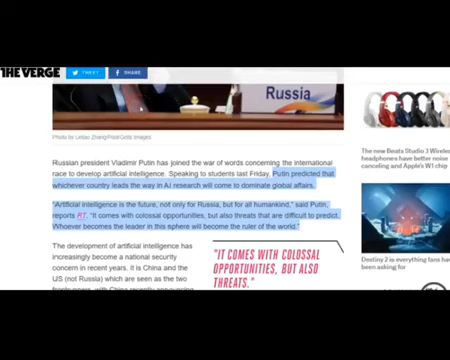 THE VERGE
TWEET
SHARE
Russia
Photo by Lintao Zhang/Pool/Getty Images
Russian president Vladimir Putin has joined the war of words concerning the international
race to develop artificial intelligence. Speaking to students last Friday, Putin predicted that
whichever country leads the way in AI research will come to dominate global affairs.
"Artificial intelligence is the future, not only for Russia, but for all humankind," said Putin,
reports RT. "It comes with colossal opportunities, but also threats that are difficult to predict.
Whoever becomes the leader in this sphere will become the ruler of the world."
The development of artificial intelligence has
increasingly become a national security
concern in recent years. It is China and the
US (not Russia) which are seen as the two
"IT COMES WITH COLOSSAL
OPPORTUNITIES, BUT ALSO
THREATS."
The new Beats Studio 3 Wireless
headphones have better noise
canceling and Apple's W1 chip
Destiny 2 is everything fans have
been asking for